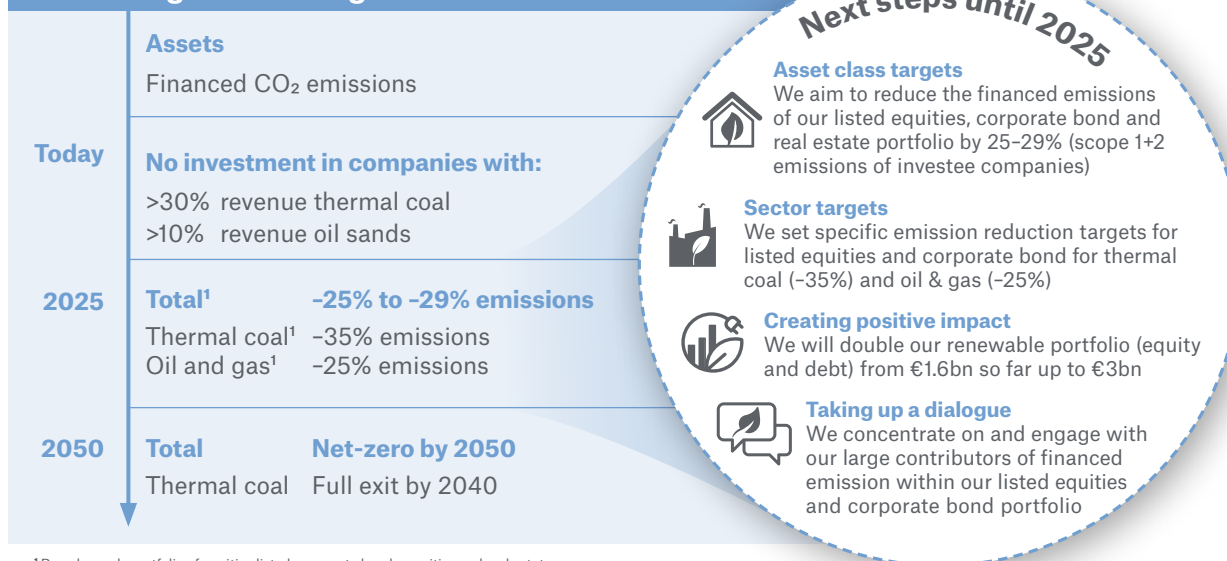 Assets
Financed CO₂ emissions
Today
No investment in companies with:
>30% revenue thermal coal
>10% revenue oil sands
2025
Total¹ –25% to –29% emissions
Thermal coal¹ –35% emissions
Oil and gas¹ –25% emissions
2050
Total Net-zero by 2050
Thermal coal Full exit by 2040
Next steps until 2025
Asset class targets
We aim to reduce the financed emissions
of our listed equities, corporate bond and
real estate portfolio by 25–29% (scope 1+2
emissions of investee companies)
Sector targets
We set specific emission reduction targets for
listed equities and corporate bond for thermal
coal (–35%) and oil & gas (–25%)
Creating positive impact
We will double our renewable portfolio (equity
and debt) from €1.6bn so far up to €3bn
Taking up a dialogue
We concentrate on and engage with
our large contributors of financed
emission within our listed equities
and corporate bond portfolio